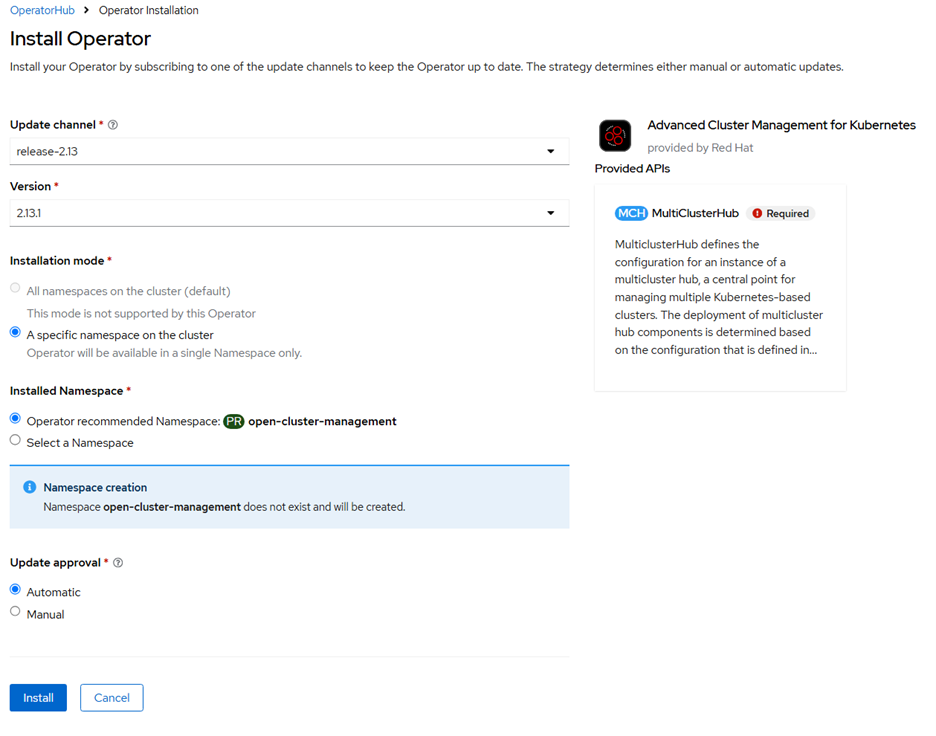 OperatorHub > Operator Installation
Install Operator
Install your Operator by subscribing to one of the update channels to keep the Operator up to date. The strategy determines either manual or automatic updates.
Update channel *
release-2.13
Version *
2.13.1
Installation mode *
All namespaces on the cluster (default)
This mode is not supported by this Operator
A specific namespace on the cluster
Operator will be available in a single Namespace only.
Installed Namespace *
Operator recommended Namespace: PR open-cluster-management
Select a Namespace
Namespace creation
Namespace open-cluster-management does not exist and will be created.
Update approval *
Automatic
Manual
Install Cancel
Advanced Cluster Management for Kubernetes
provided by Red Hat
Provided APIs
MCH MultiClusterHub Required
MulticlusterHub defines the
configuration for an instance of a
multicluster hub, a central point for
managing multiple Kubernetes-based
clusters. The deployment of multicluster
hub components is determined based
on the configuration that is defined in...